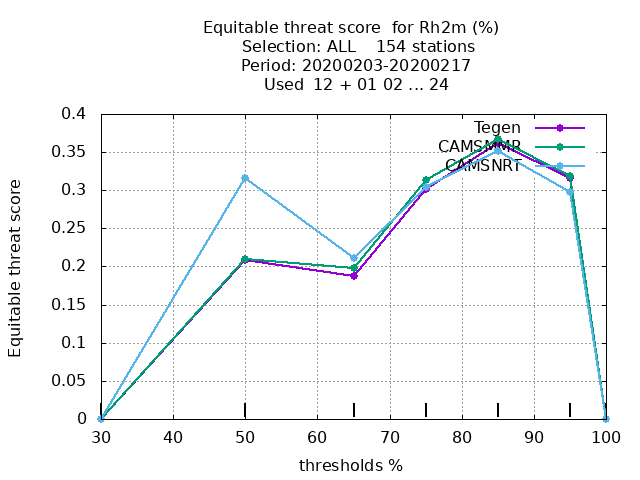 Equitable threat score  for Rh2m (%)
Selection: ALL    154 stations
Period: 20200203-20200217
Used  12 + 01 02 ... 24
Tegen
CAMSMMR
CAMSNRT
0.4
0.35
0.3
0.25
0.2
0.15
0.1
0.05
0
Equitable threat score
30 40 50 60 70 80 90 100
thresholds %